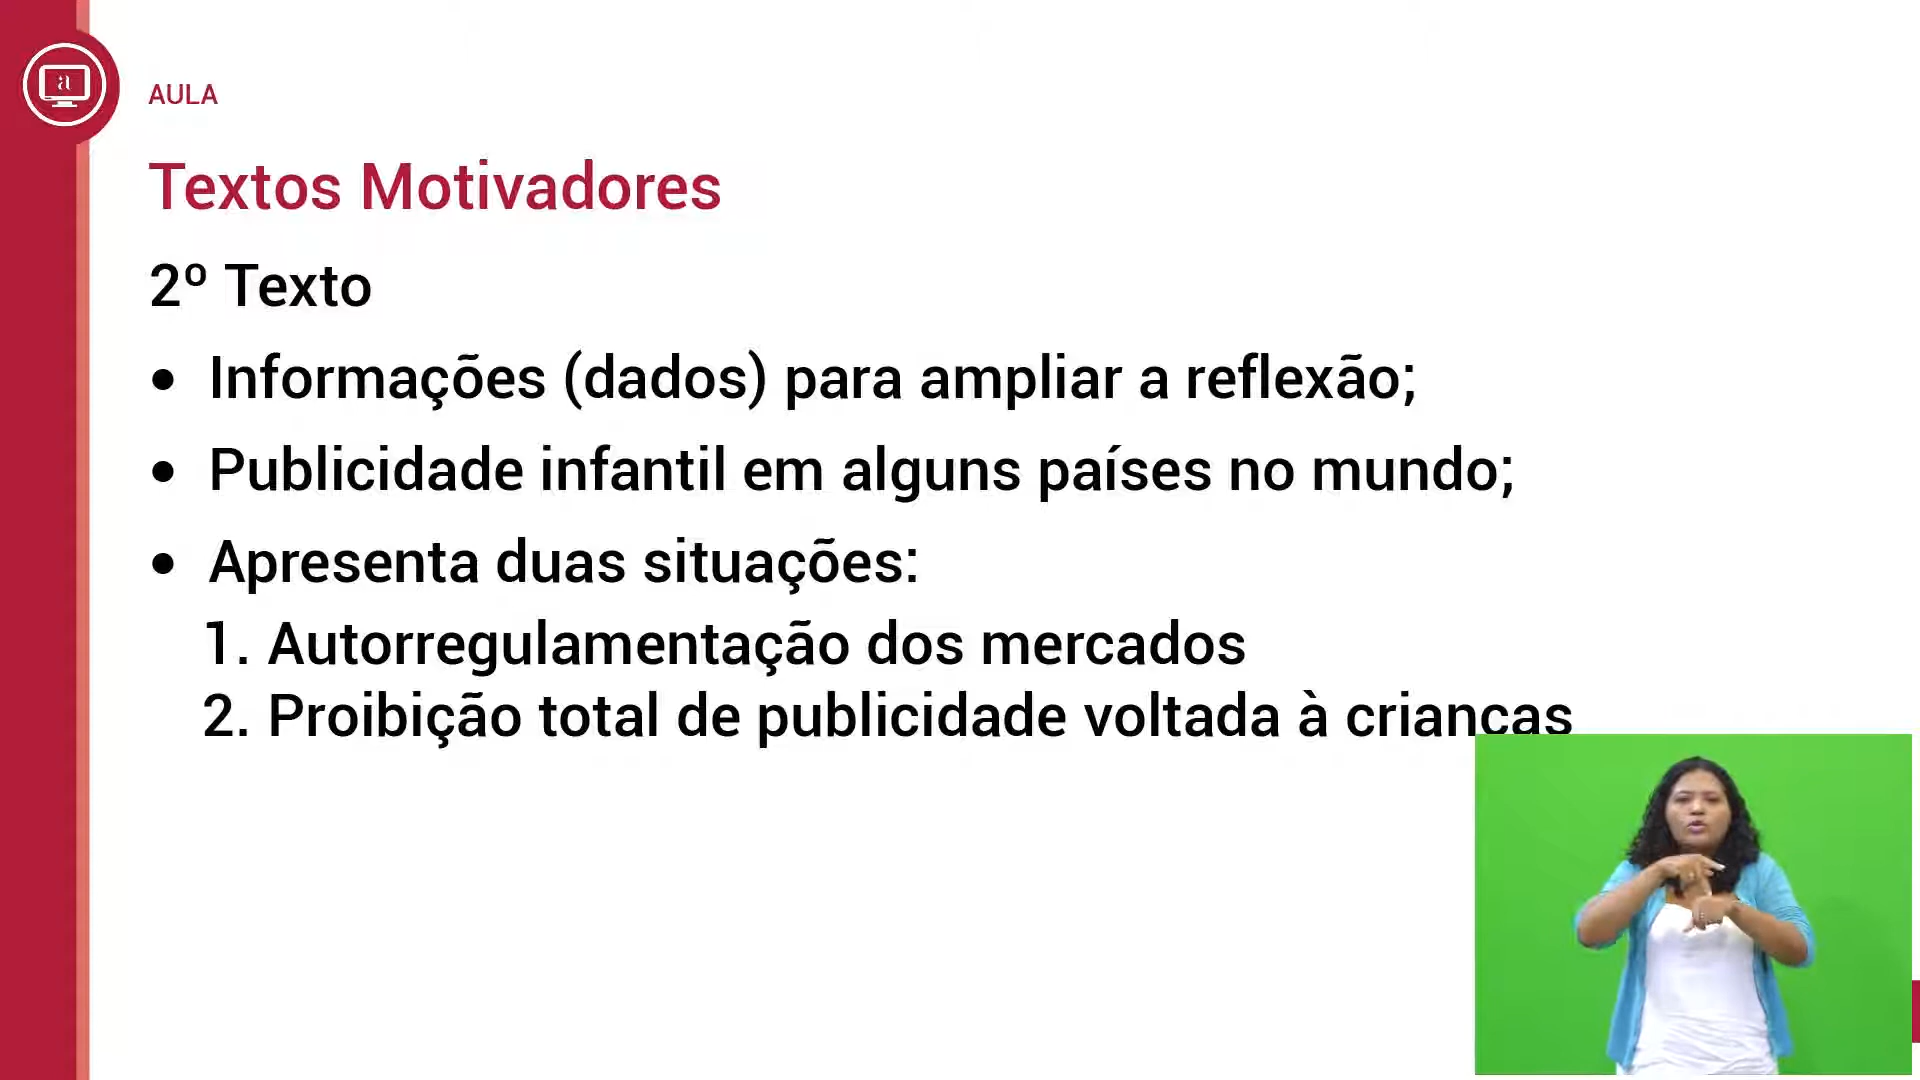 a
AULA
Textos Motivadores
2º Texto
• Informações (dados) para ampliar a reflexão;
• Publicidade infantil em alguns países no mundo;
• Apresenta duas situações:
1. Autorregulamentação dos mercados
2. Proibição total de publicidade voltada à crianças